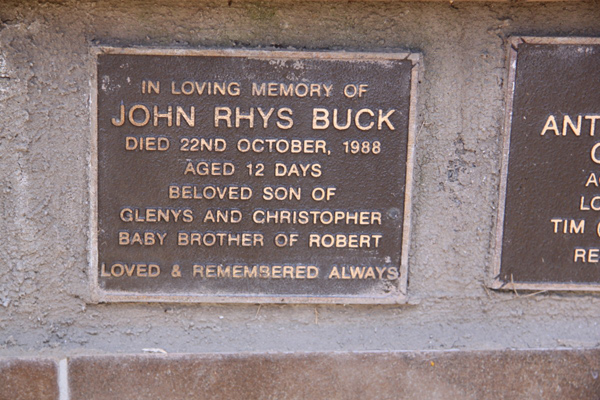 IN LOVING MEMORY OF
JOHN RHYS BUCK
DIED 22ND OCTOBER, 1988
AGED 12 DAYS
BELOVED SON OF
GLENYS AND CHRISTOPHER
BABY BROTHER OF ROBERT
LOVED & REMEMBERED ALWAYS
TIM